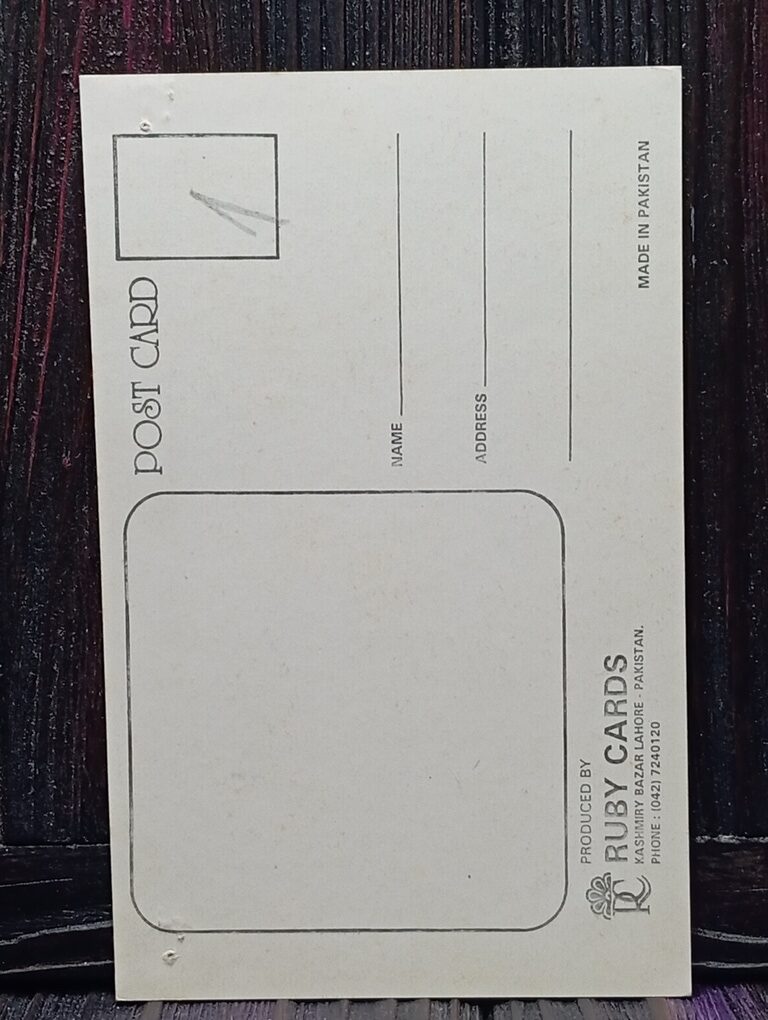 POST CARD
1
NAME
ADDRESS
MADE IN PAKISTAN
PRODUCED BY
RC RUBY CARDS
KASHMIRY BAZAR LAHORE - PAKISTAN.
PHONE : (042) 7240120